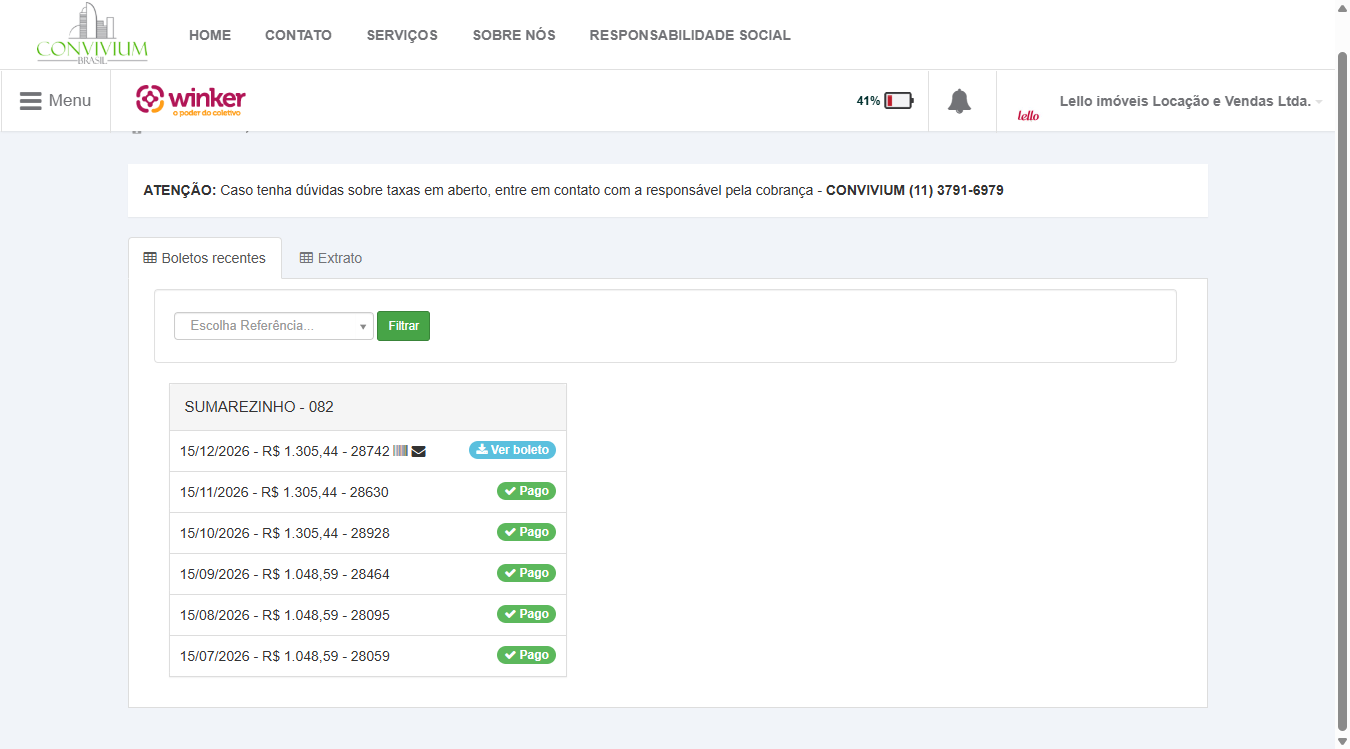 CONVIVIUM
BRASIL
HOME CONTATO SERVIÇOS SOBRE NÓS RESPONSABILIDADE SOCIAL
Menu
winker
o poder do coletivo
41%
lello
Lello imóveis Locação e Vendas Ltda.
ATENÇÃO: Caso tenha dúvidas sobre taxas em aberto, entre em contato com a responsável pela cobrança - CONVIVIUM (11) 3791-6979
Boletos recentes Extrato
Escolha Referência... Filtrar
SUMAREZINHO - 082
15/12/2026 - R$ 1.305,44 - 28742 Ver boleto
15/11/2026 - R$ 1.305,44 - 28630 Pago
15/10/2026 - R$ 1.305,44 - 28928 Pago
15/09/2026 - R$ 1.048,59 - 28464 Pago
15/08/2026 - R$ 1.048,59 - 28095 Pago
15/07/2026 - R$ 1.048,59 - 28059 Pago